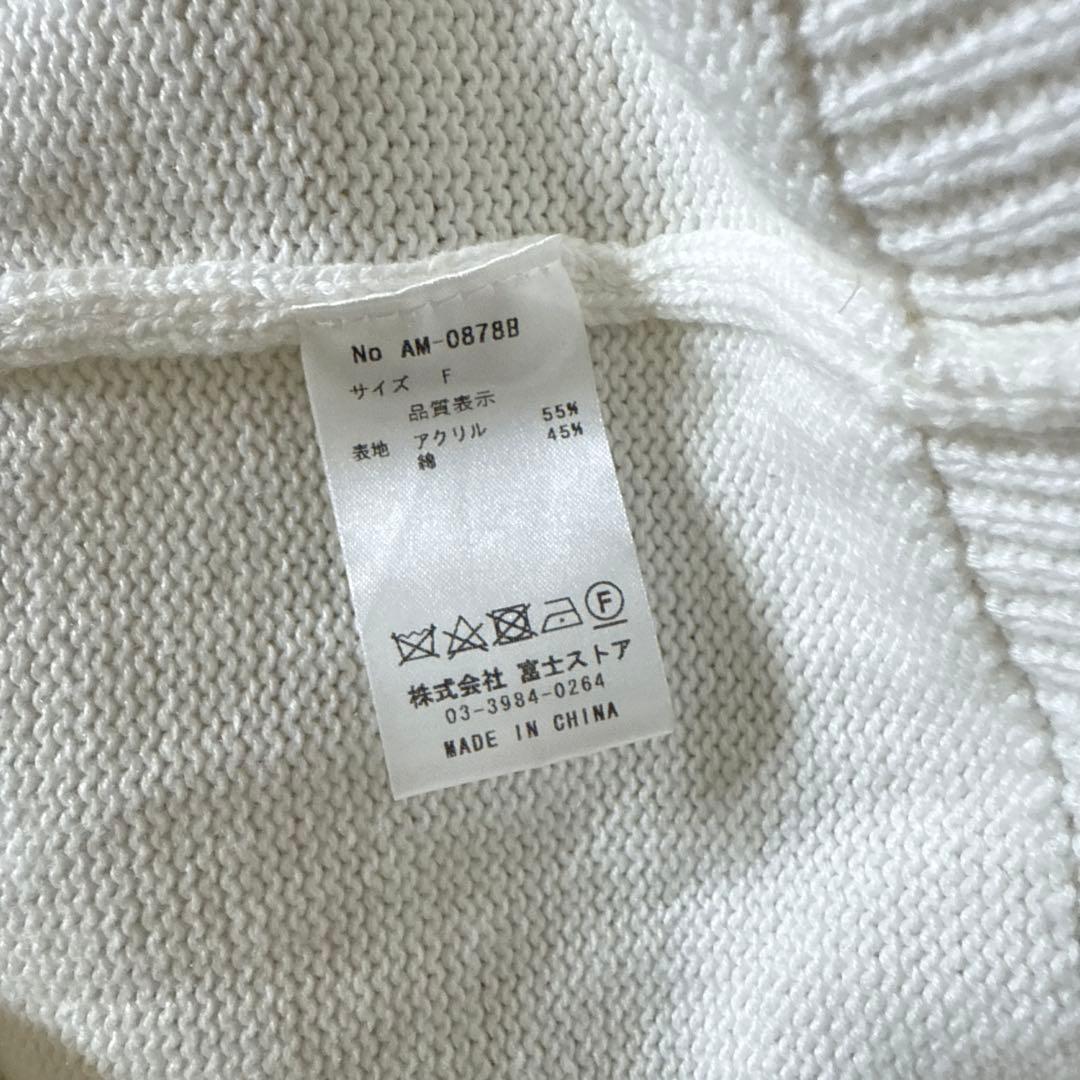 No AM-0878B
サイズ F
品質表示
表地 アクリル 55%
綿 45%
F
株式会社 富士ストア
03-3984-0264
MADE IN CHINA